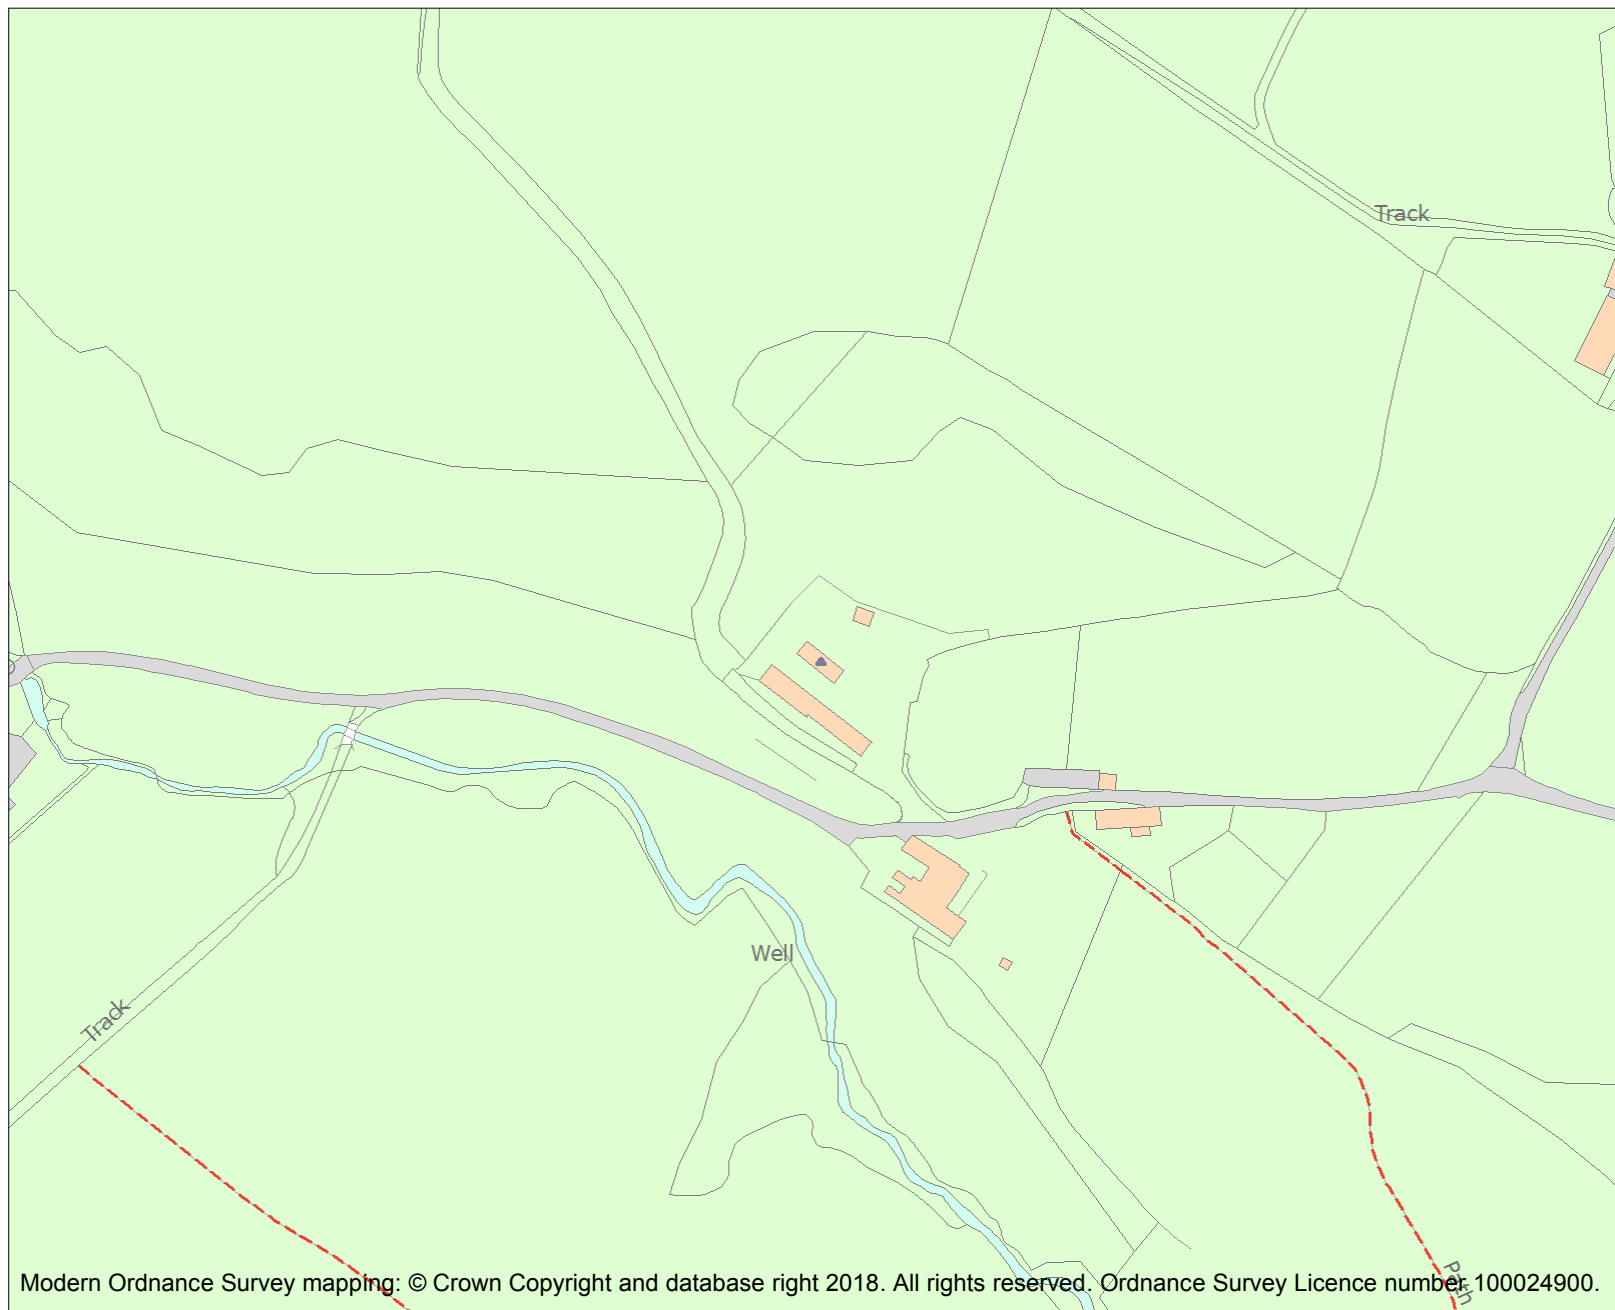 Track
Well
Track
Path
Modern Ordnance Survey mapping: © Crown Copyright and database right 2018. All rights reserved. Ordnance Survey Licence number 100024900.